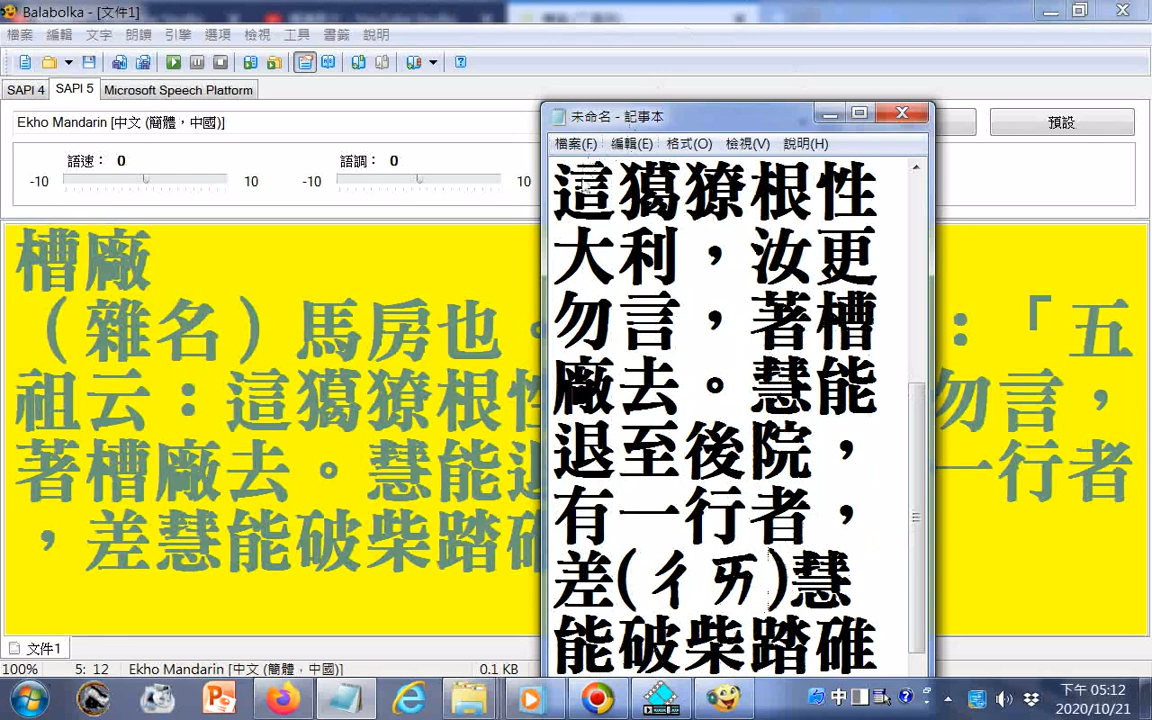 Balabolka - [文件1]
檔案 編輯 文字 朗讀 引擎 選項 檢視 工具 書籤 說明
SAPI 4 SAPI 5 Microsoft Speech Platform
Ekho Mandarin [中文 (簡體，中國)]
預設
語速： 0 語調： 0
-10 10 -10 10
槽廠
（雜名）馬房也。 ：「五
祖云：這獦獠根性 勿言，
著槽廠去。慧能退 一行者
，差慧能破柴踏碓
未命名 - 記事本
檔案(F) 編輯(E) 格式(O) 檢視(V) 說明(H)
這獦獠根性
大利，汝更
勿言，著槽
廠去。慧能
退至後院，
有一行者，
差(ㄔㄞ)慧
能破柴踏碓
文件1
100% 5: 12 Ekho Mandarin [中文 (簡體，中國)] 0.1 KB
中
下午 05:12
2020/10/21